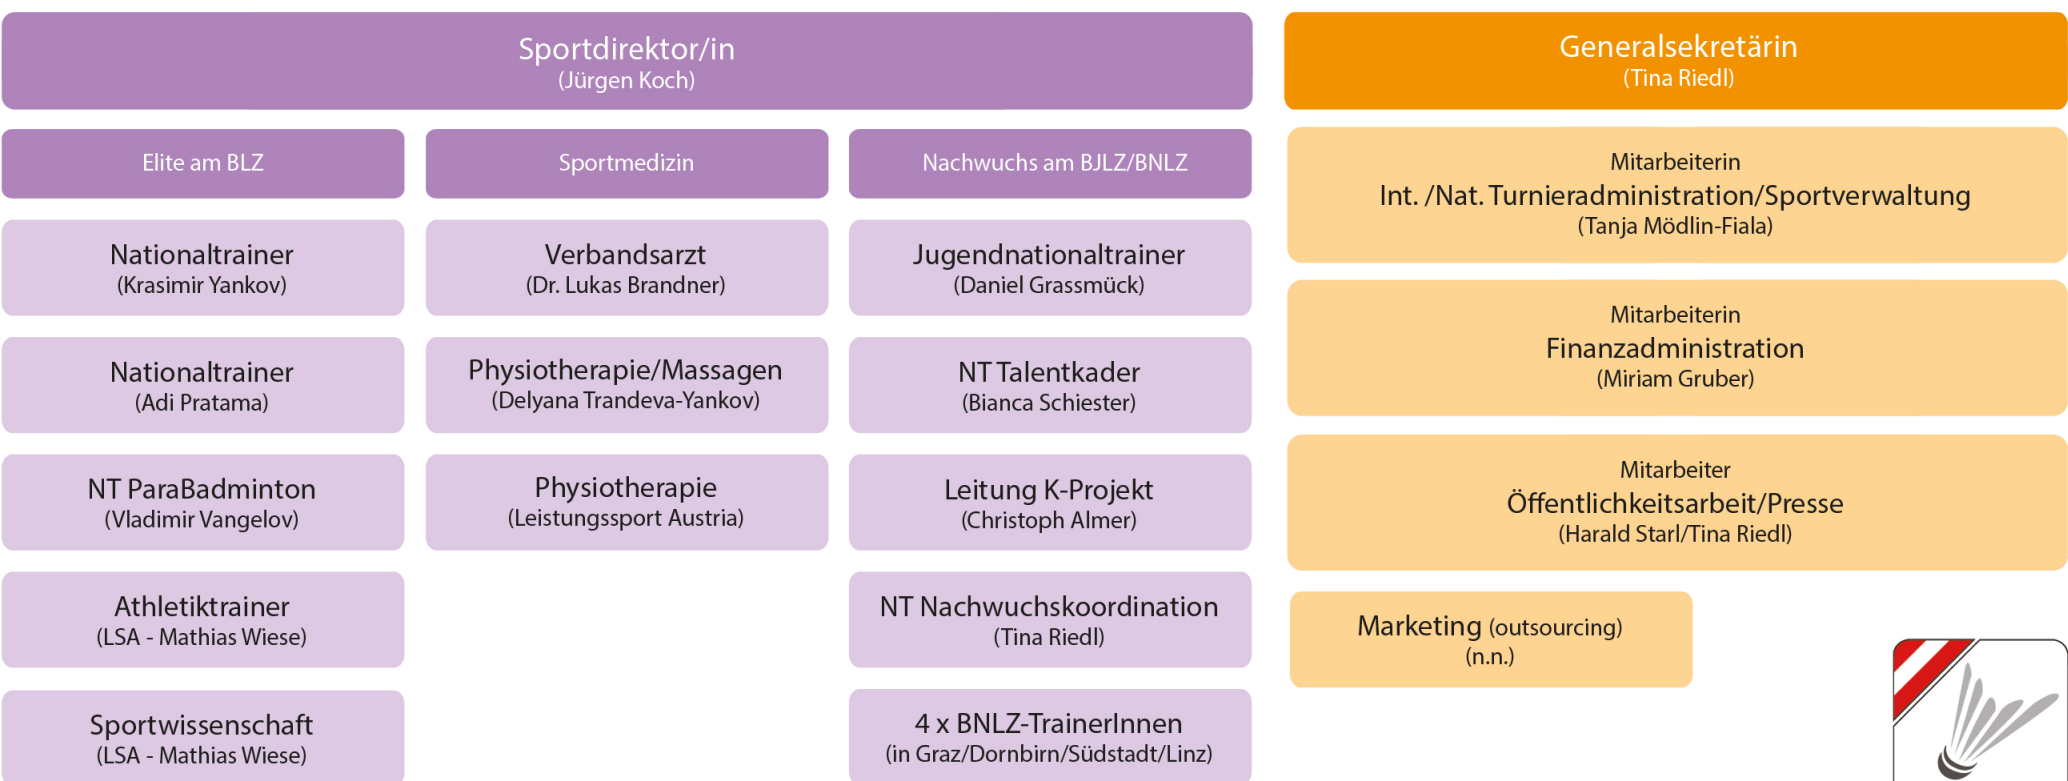 Sportdirektor/in
(Jürgen Koch)
Elite am BLZ
Nationaltrainer
(Krasimir Yankov)
Nationaltrainer
(Adi Pratama)
NT ParaBadminton
(Vladimir Vangelov)
Athletiktrainer
(LSA - Mathias Wiese)
Sportwissenschaft
(LSA - Mathias Wiese)
Sportmedizin
Verbandsarzt
(Dr. Lukas Brandner)
Physiotherapie/Massagen
(Delyana Trandeva-Yankov)
Physiotherapie
(Leistungssport Austria)
Nachwuchs am BJLZ/BNLZ
Jugendnationaltrainer
(Daniel Grassmück)
NT Talentkader
(Bianca Schiester)
Leitung K-Projekt
(Christoph Almer)
NT Nachwuchskoordination
(Tina Riedl)
4 x BNLZ-TrainerInnen
(in Graz/Dornbirn/Südstadt/Linz)
Generalsekretärin
(Tina Riedl)
Mitarbeiterin
Int. /Nat. Turnieradministration/Sportverwaltung
(Tanja Mödlin-Fiala)
Mitarbeiterin
Finanzadministration
(Miriam Gruber)
Mitarbeiter
Öffentlichkeitsarbeit/Presse
(Harald Starl/Tina Riedl)
Marketing (outsourcing)
(n.n.)